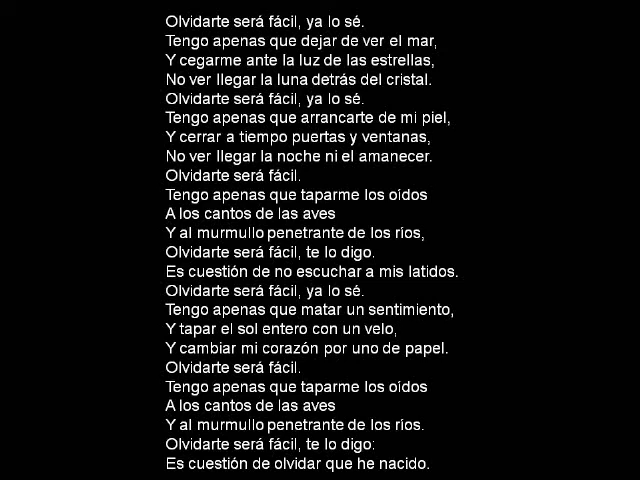 Olvidarte será fácil, ya lo sé.
Tengo apenas que dejar de ver el mar,
Y cegarme ante la luz de las estrellas,
No ver llegar la luna detrás del cristal.
Olvidarte será fácil, ya lo sé.
Tengo apenas que arrancarte de mi piel,
Y cerrar a tiempo puertas y ventanas,
No ver llegar la noche ni el amanecer.
Olvidarte será fácil.
Tengo apenas que taparme los oídos
A los cantos de las aves
Y al murmullo penetrante de los ríos,
Olvidarte será fácil, te lo digo.
Es cuestión de no escuchar a mis latidos.
Olvidarte será fácil, ya lo sé.
Tengo apenas que matar un sentimiento,
Y tapar el sol entero con un velo,
Y cambiar mi corazón por uno de papel.
Olvidarte será fácil.
Tengo apenas que taparme los oídos
A los cantos de las aves
Y al murmullo penetrante de los ríos.
Olvidarte será fácil, te lo digo:
Es cuestión de olvidar que he nacido.